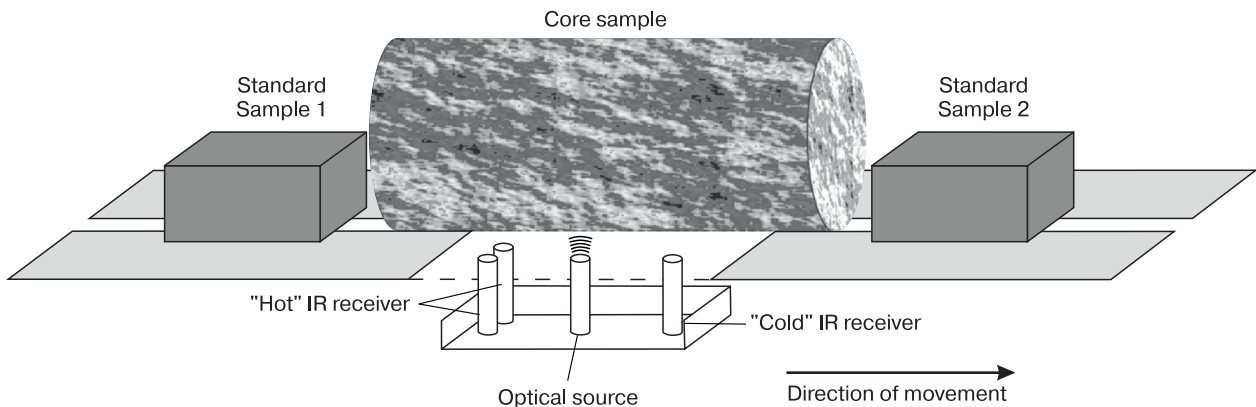 Core sample
Standard
Sample 1
Standard
Sample 2
"Hot" IR receiver
"Cold" IR receiver
Optical source
Direction of movement